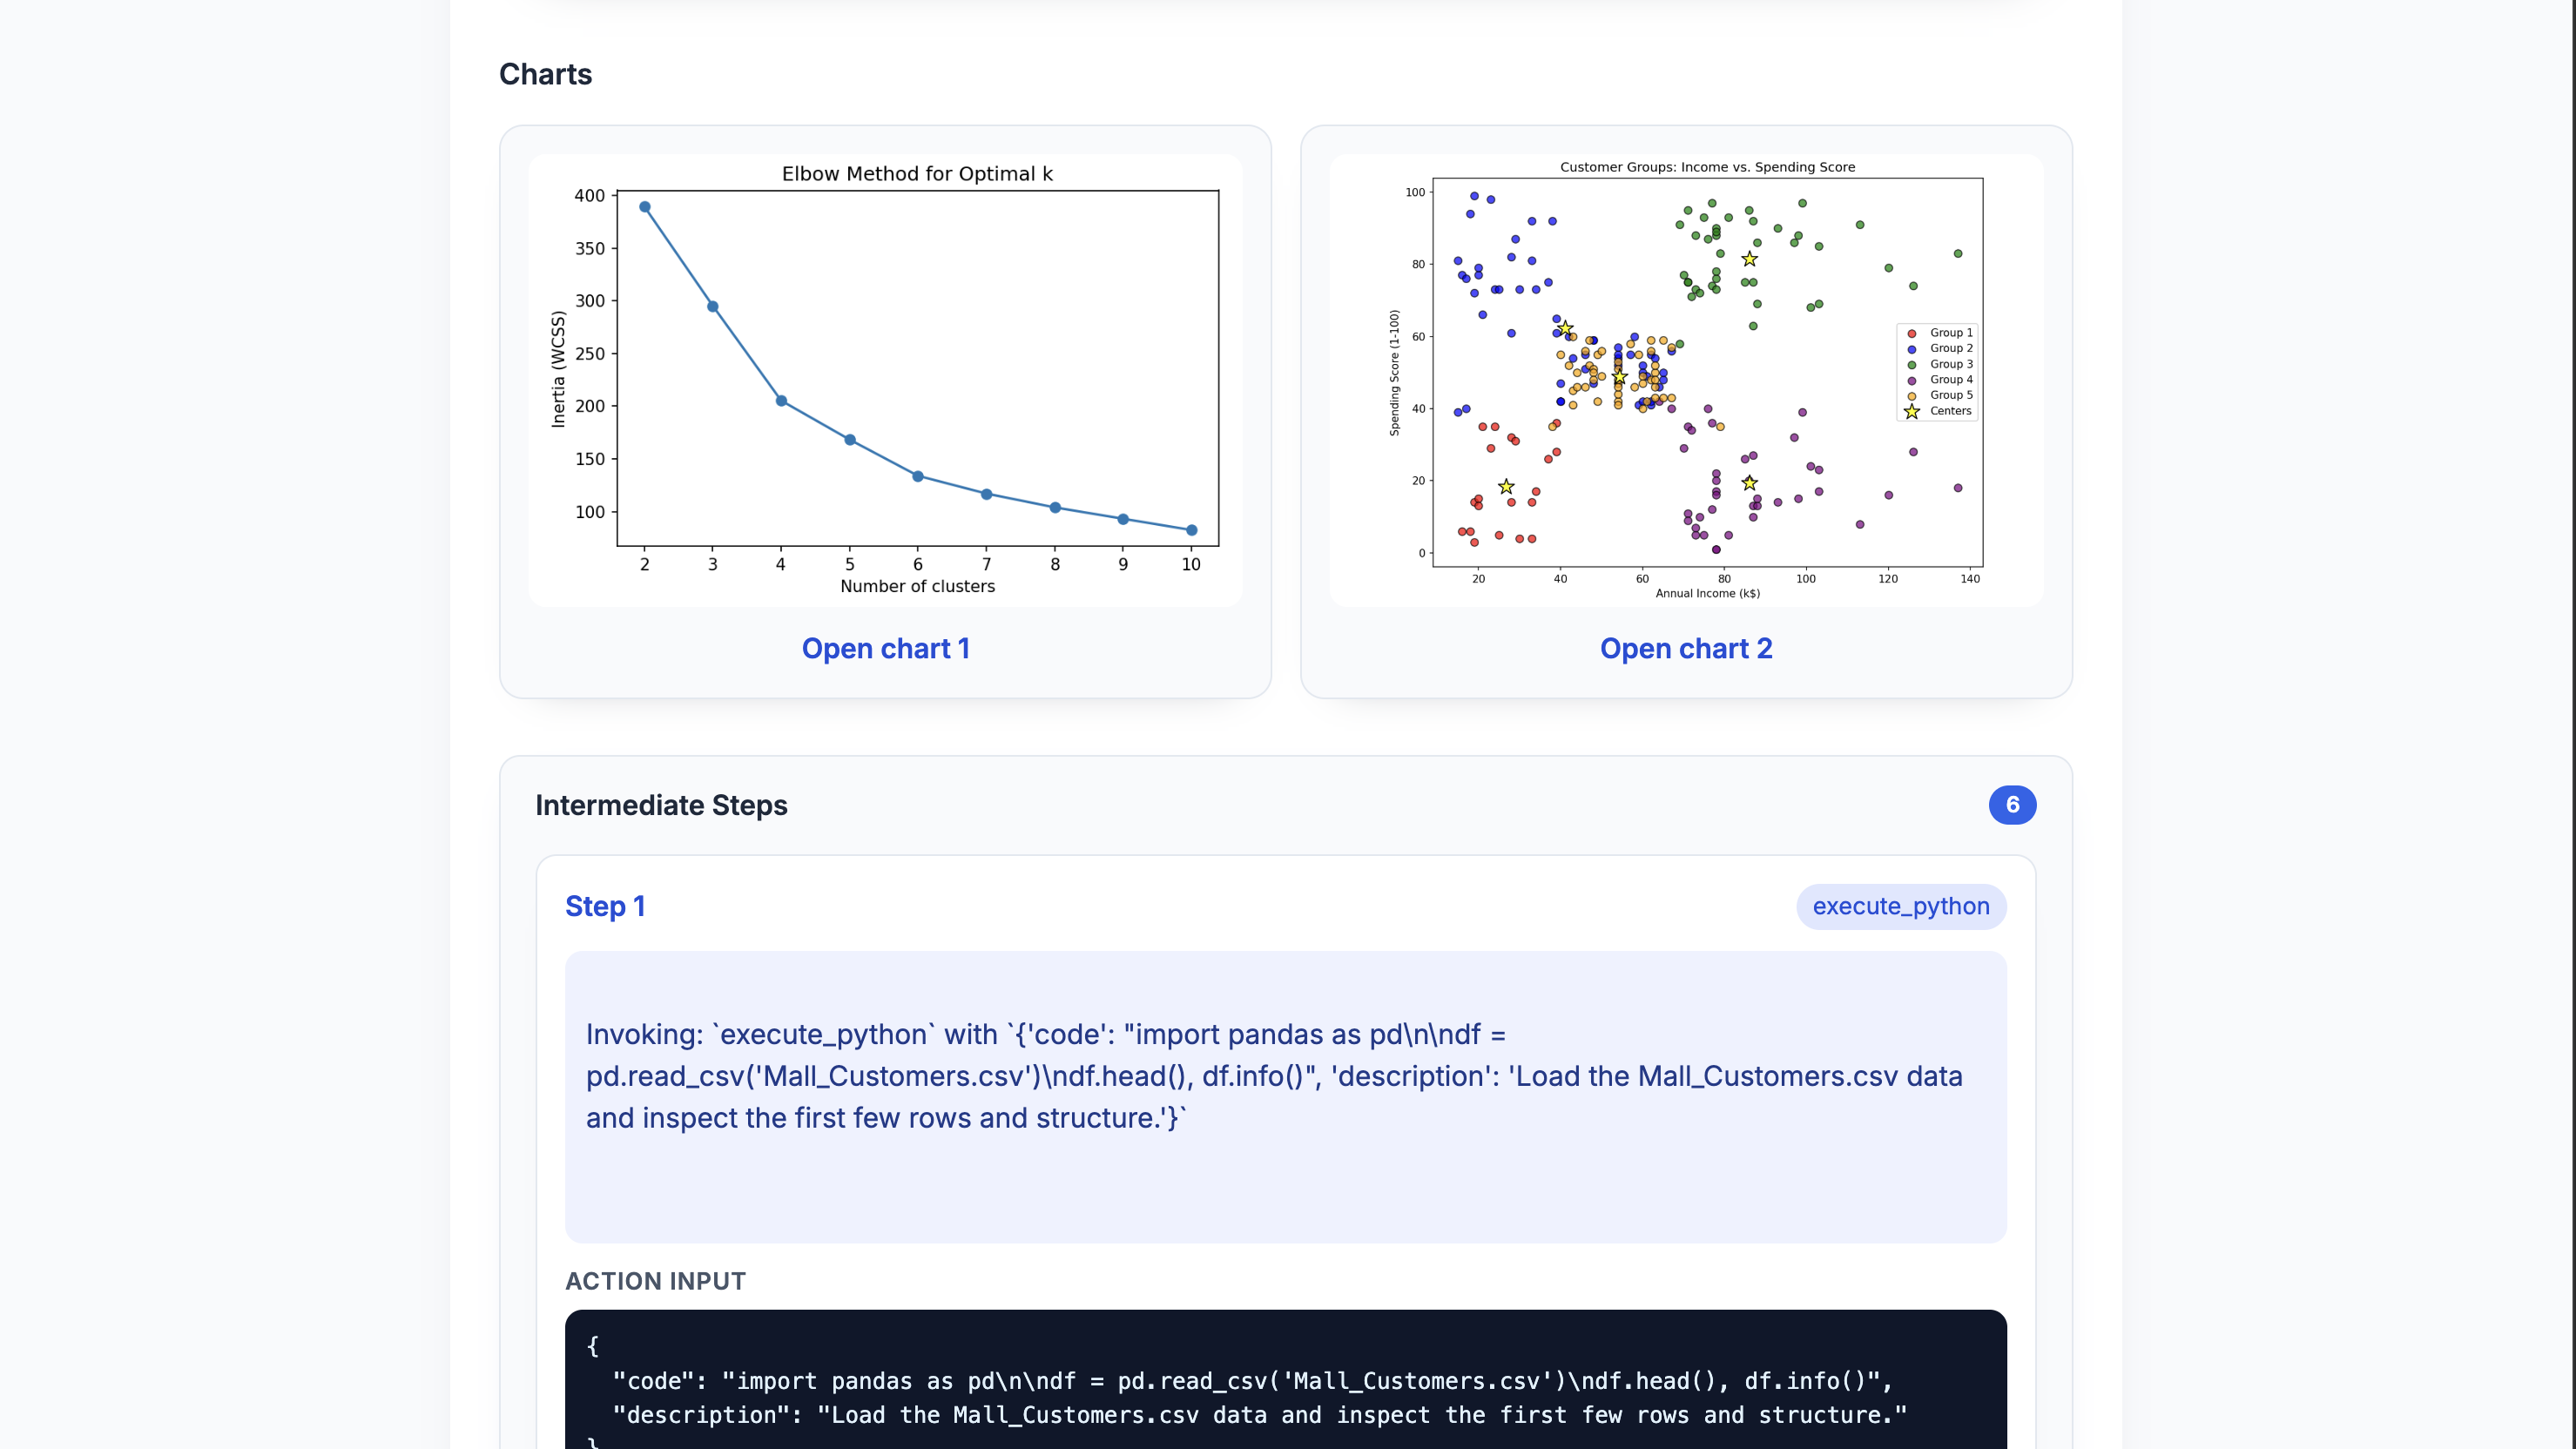 Charts
Elbow Method for Optimal k
400
350
300
250
200
150
100
Inertia (WCSS)
2 3 4 5 6 7 8 9 10
Number of clusters
Open chart 1
Customer Groups: Income vs. Spending Score
100
80
60
40
20
0
Spending Score (1-100)
Group 1
Group 2
Group 3
Group 4
Group 5
Centers
20 40 60 80 100 120 140
Annual Income (k$)
Open chart 2
Intermediate Steps
6
Step 1
execute_python
Invoking: `execute_python` with `{'code': "import pandas as pd\n\ndf =
pd.read_csv('Mall_Customers.csv')\ndf.head(), df.info()", 'description': 'Load the Mall_Customers.csv data
and inspect the first few rows and structure.'}`
ACTION INPUT
{
"code": "import pandas as pd\n\ndf = pd.read_csv('Mall_Customers.csv')\ndf.head(), df.info()",
"description": "Load the Mall_Customers.csv data and inspect the first few rows and structure."
}